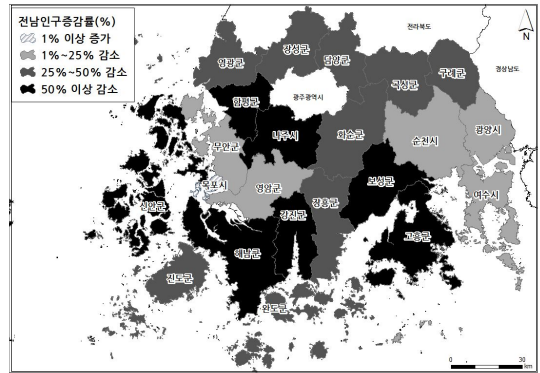 전남인구증감률(%)
1% 이상 증가
1%~25% 감소
25%~50% 감소
50% 이상 감소
전라북도
N
장성군
담양군
영광군
구례군
곡성군
경상남도
광주광역시
함평군
나주시
화순군
순천시
광양시
무안군
목포시
영암군
보성군
여수시
신안군
강진군
장흥군
고흥군
해남군
진도군
완도군
0 15 30
km